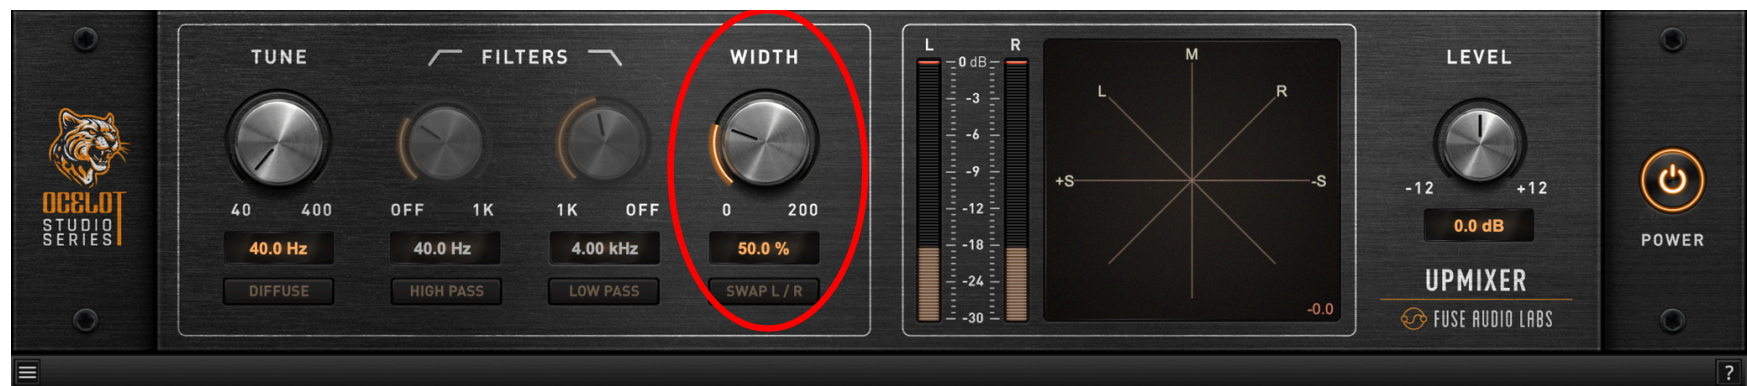 OCELOT
STUDIO
SERIES
TUNE
40 400
40.0 Hz
DIFFUSE
FILTERS
OFF 1K
40.0 Hz
HIGH PASS
1K OFF
4.00 kHz
LOW PASS
WIDTH
0 200
50.0 %
SWAP L / R
L R
0 dB
-3
-6
-9
-12
-18
-24
-30
M
L R
+S -S
-0.0
LEVEL
-12 +12
0.0 dB
UPMIXER
FUSE AUDIO LABS
POWER
?